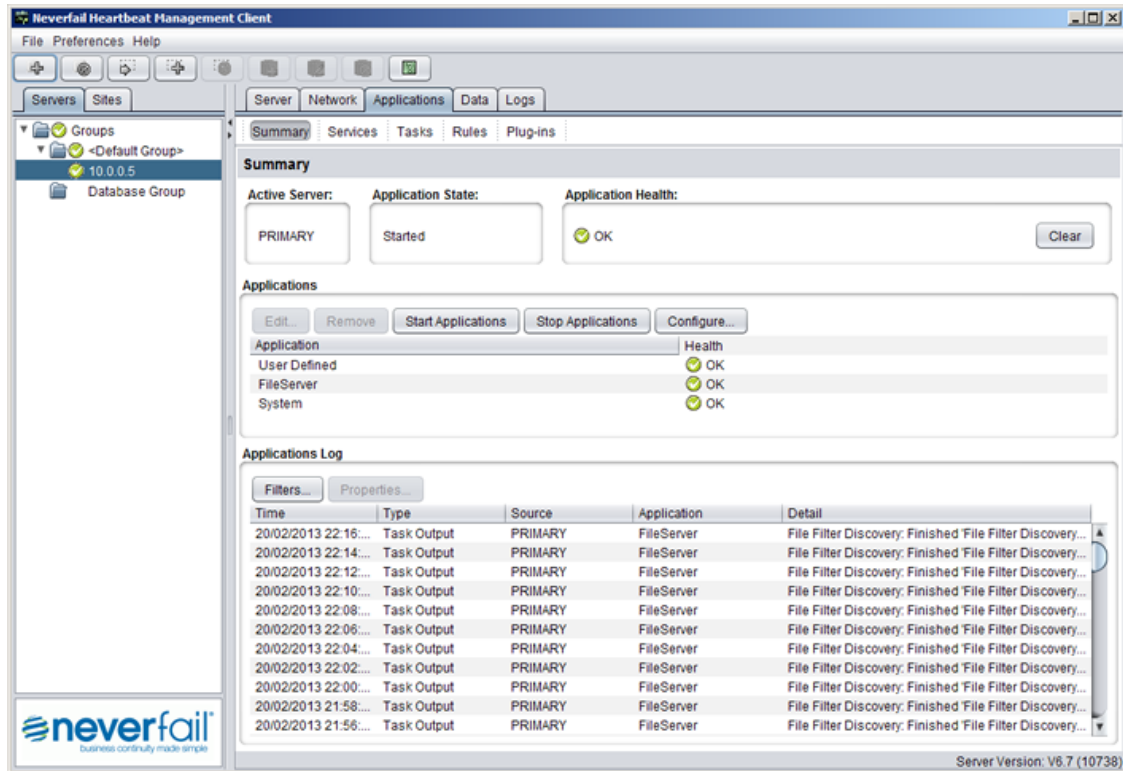 Neverfail Heartbeat Management Client
File Preferences Help
Servers Sites
Server Network Applications Data Logs
Groups
<Default Group>
10.0.0.5
Database Group
Summary Services Tasks Rules Plug-ins
Summary
Active Server: Application State: Application Health:
PRIMARY Started OK Clear
Applications
Edit... Remove Start Applications Stop Applications Configure...
Application Health
User Defined OK
FileServer OK
System OK
Applications Log
Filters... Properties...
Time Type Source Application Detail
20/02/2013 22:16:... Task Output PRIMARY FileServer File Filter Discovery: Finished 'File Filter Discovery...
20/02/2013 22:14:... Task Output PRIMARY FileServer File Filter Discovery: Finished 'File Filter Discovery...
20/02/2013 22:12:... Task Output PRIMARY FileServer File Filter Discovery: Finished 'File Filter Discovery...
20/02/2013 22:10:... Task Output PRIMARY FileServer File Filter Discovery: Finished 'File Filter Discovery...
20/02/2013 22:08:... Task Output PRIMARY FileServer File Filter Discovery: Finished 'File Filter Discovery...
20/02/2013 22:06:... Task Output PRIMARY FileServer File Filter Discovery: Finished 'File Filter Discovery...
20/02/2013 22:04:... Task Output PRIMARY FileServer File Filter Discovery: Finished 'File Filter Discovery...
20/02/2013 22:02:... Task Output PRIMARY FileServer File Filter Discovery: Finished 'File Filter Discovery...
20/02/2013 22:00:... Task Output PRIMARY FileServer File Filter Discovery: Finished 'File Filter Discovery...
20/02/2013 21:58:... Task Output PRIMARY FileServer File Filter Discovery: Finished 'File Filter Discovery...
20/02/2013 21:56:... Task Output PRIMARY FileServer File Filter Discovery: Finished 'File Filter Discovery...
neverfail
business continuity made simple
Server Version: V6.7 (10738)